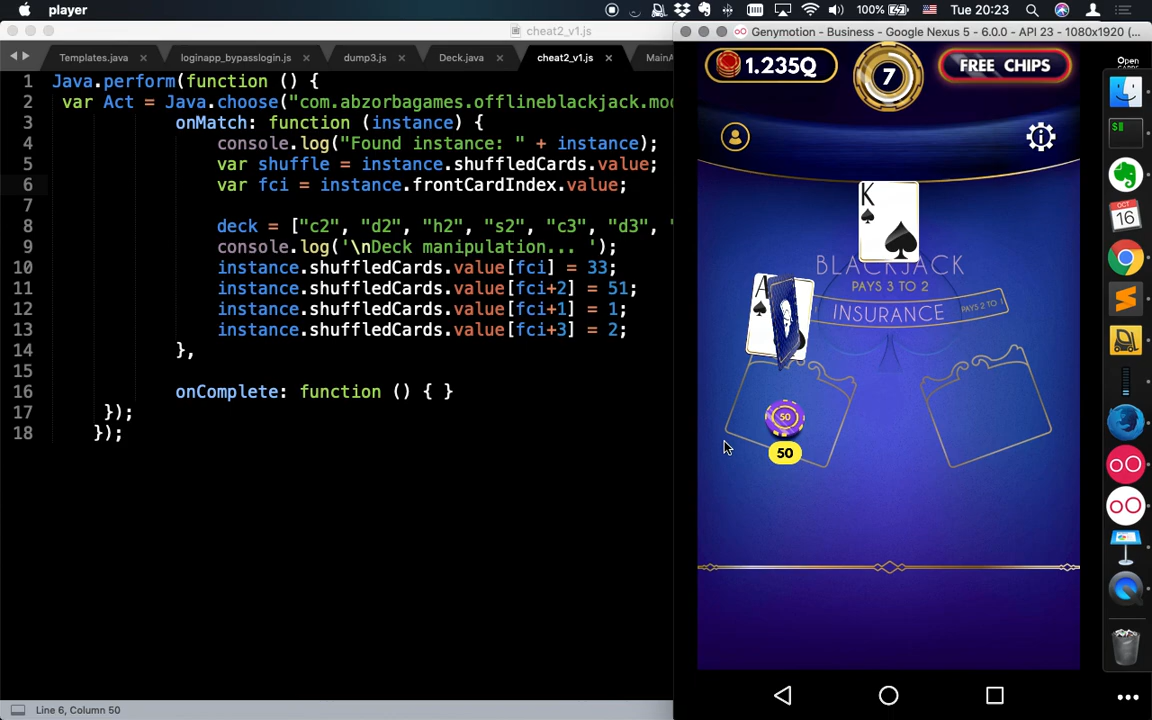 player
100%
Tue 20:23
cheat2_v1.js
Templates.java
loginapp_bypasslogin.js
dump3.js
Deck.java
cheat2_v1.js
MainA
Genymotion - Business - Google Nexus 5 - 6.0.0 - API 23 - 1080x1920 (...
1 Java.perform(function () {
2 var Act = Java.choose("com.abzorbagames.offlineblackjack.mod
3 onMatch: function (instance) {
4 console.log("Found instance: " + instance);
5 var shuffle = instance.shuffledCards.value;
6 var fci = instance.frontCardIndex.value;
7
8 deck = ["c2", "d2", "h2", "s2", "c3", "d3", "
9 console.log('\nDeck manipulation... ');
10 instance.shuffledCards.value[fci] = 33;
11 instance.shuffledCards.value[fci+2] = 51;
12 instance.shuffledCards.value[fci+1] = 1;
13 instance.shuffledCards.value[fci+3] = 2;
14 },
15
16 onComplete: function () { }
17 });
18 });
Line 6, Column 50
1.235Q
7
FREE CHIPS
K
BLACKJACK
PAYS 3 TO 2
INSURANCE
PAYS 2 TO 1
A
50
50
Open
OCT
16